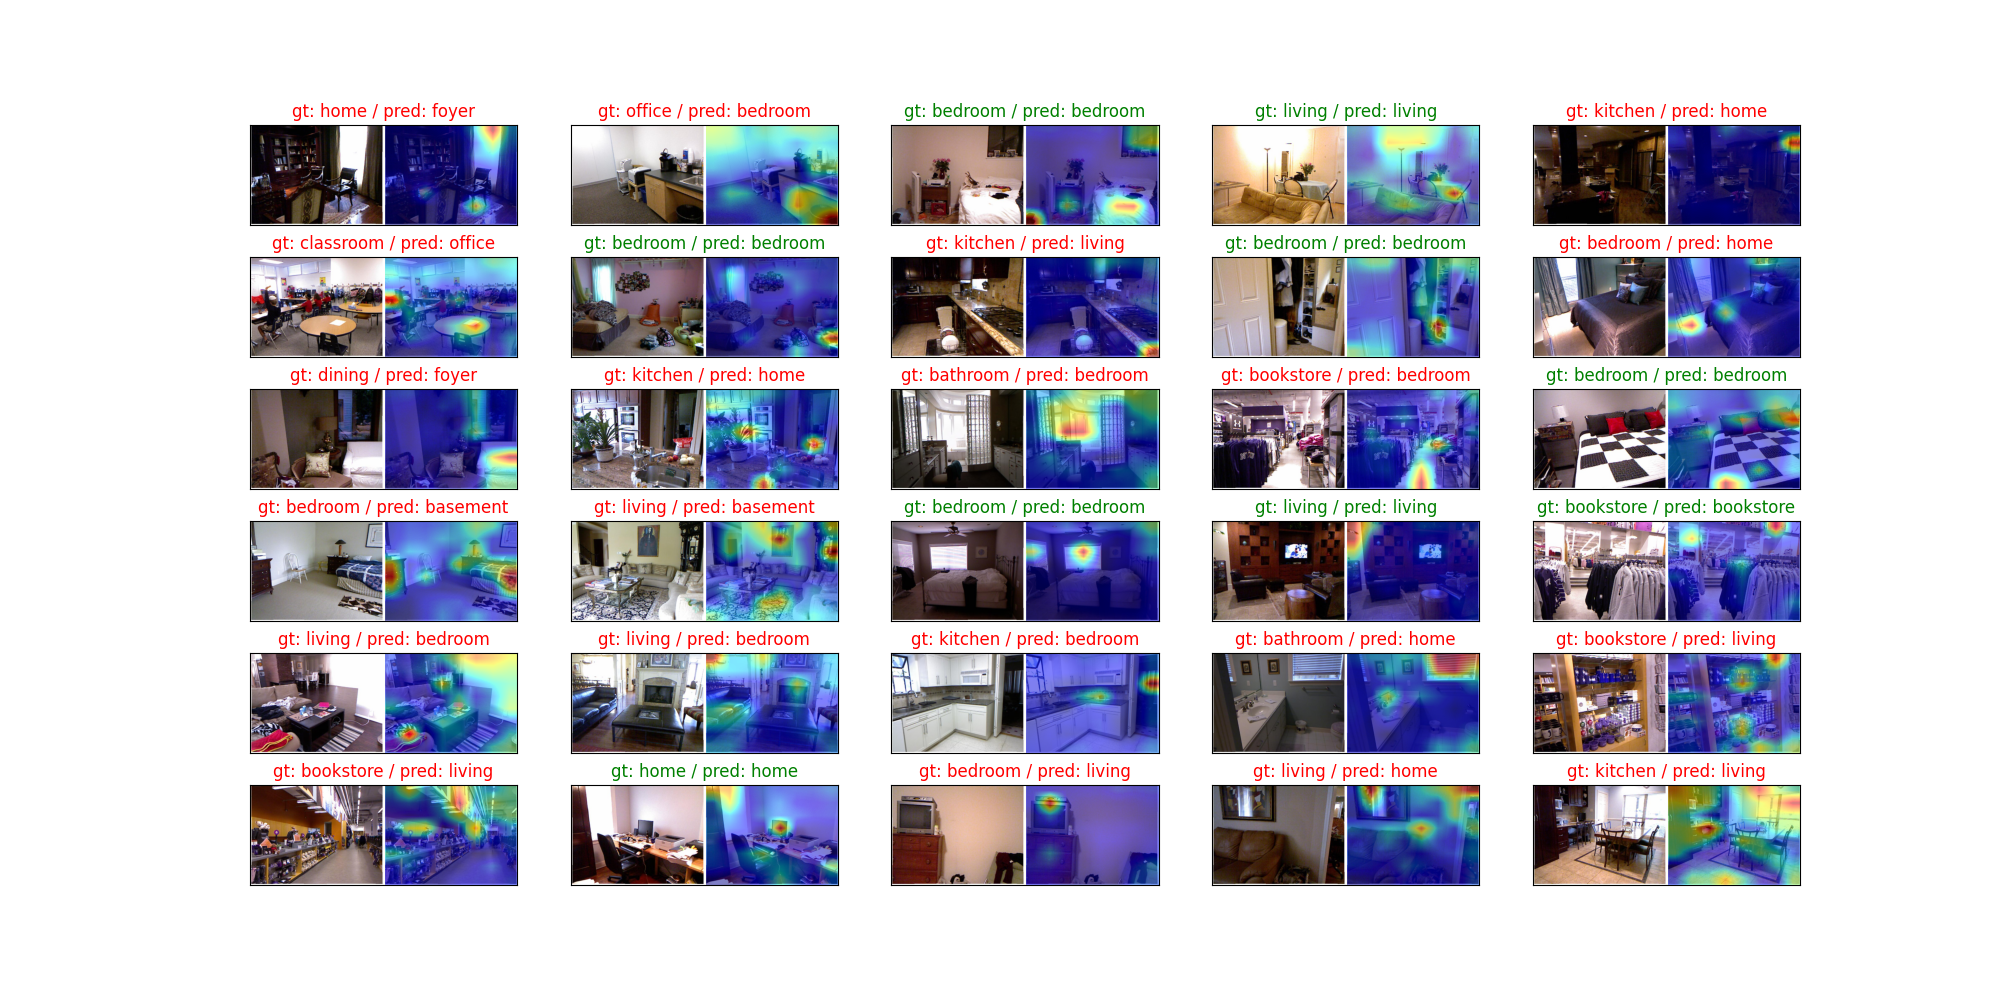 gt: home / pred: foyer
gt: office / pred: bedroom
gt: bedroom / pred: bedroom
gt: living / pred: living
gt: kitchen / pred: home
gt: classroom / pred: office
gt: bedroom / pred: bedroom
gt: kitchen / pred: living
gt: bedroom / pred: bedroom
gt: bedroom / pred: home
gt: dining / pred: foyer
gt: kitchen / pred: home
gt: bathroom / pred: bedroom
gt: bookstore / pred: bedroom
gt: bedroom / pred: bedroom
gt: bedroom / pred: basement
gt: living / pred: basement
gt: bedroom / pred: bedroom
gt: living / pred: living
gt: bookstore / pred: bookstore
gt: living / pred: bedroom
gt: living / pred: bedroom
gt: kitchen / pred: bedroom
gt: bathroom / pred: home
gt: bookstore / pred: living
gt: bookstore / pred: living
gt: home / pred: home
gt: bedroom / pred: living
gt: living / pred: home
gt: kitchen / pred: living